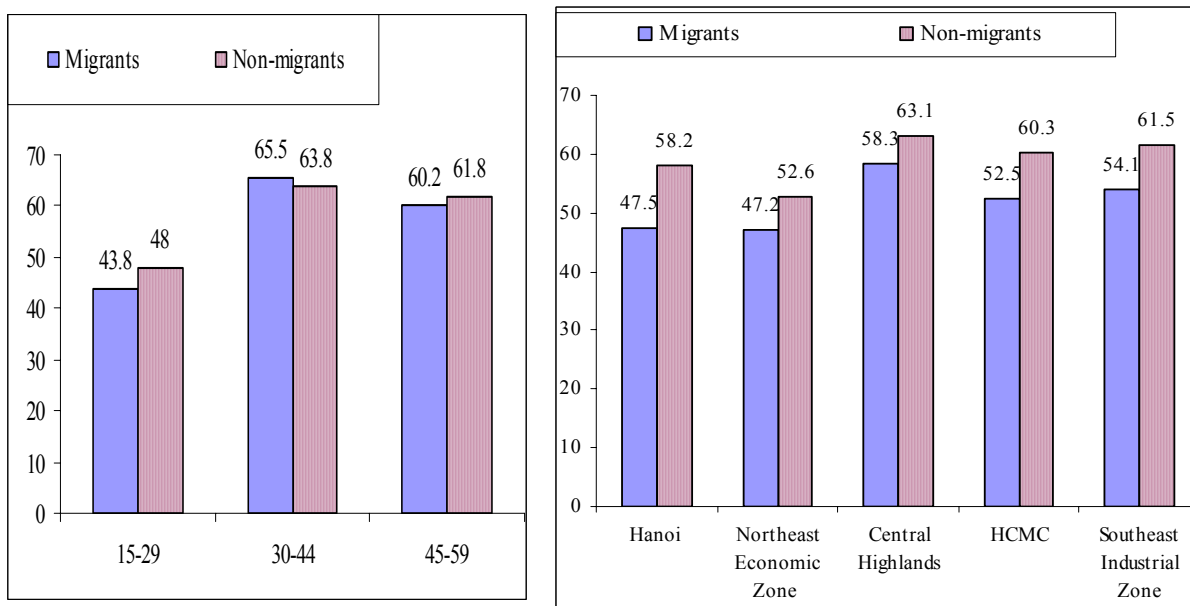 Migrants Non-migrants
70
60
50
40
30
20
10
0
43.8 48 65.5 63.8 60.2 61.8
15-29 30-44 45-59
Migrants Non-migrants
70
60
50
40
30
20
10
0
47.5 58.2 47.2 52.6 58.3 63.1 52.5 60.3 54.1 61.5
Hanoi Northeast Central HCMC Southeast
Economic Highlands Industrial
Zone Zone